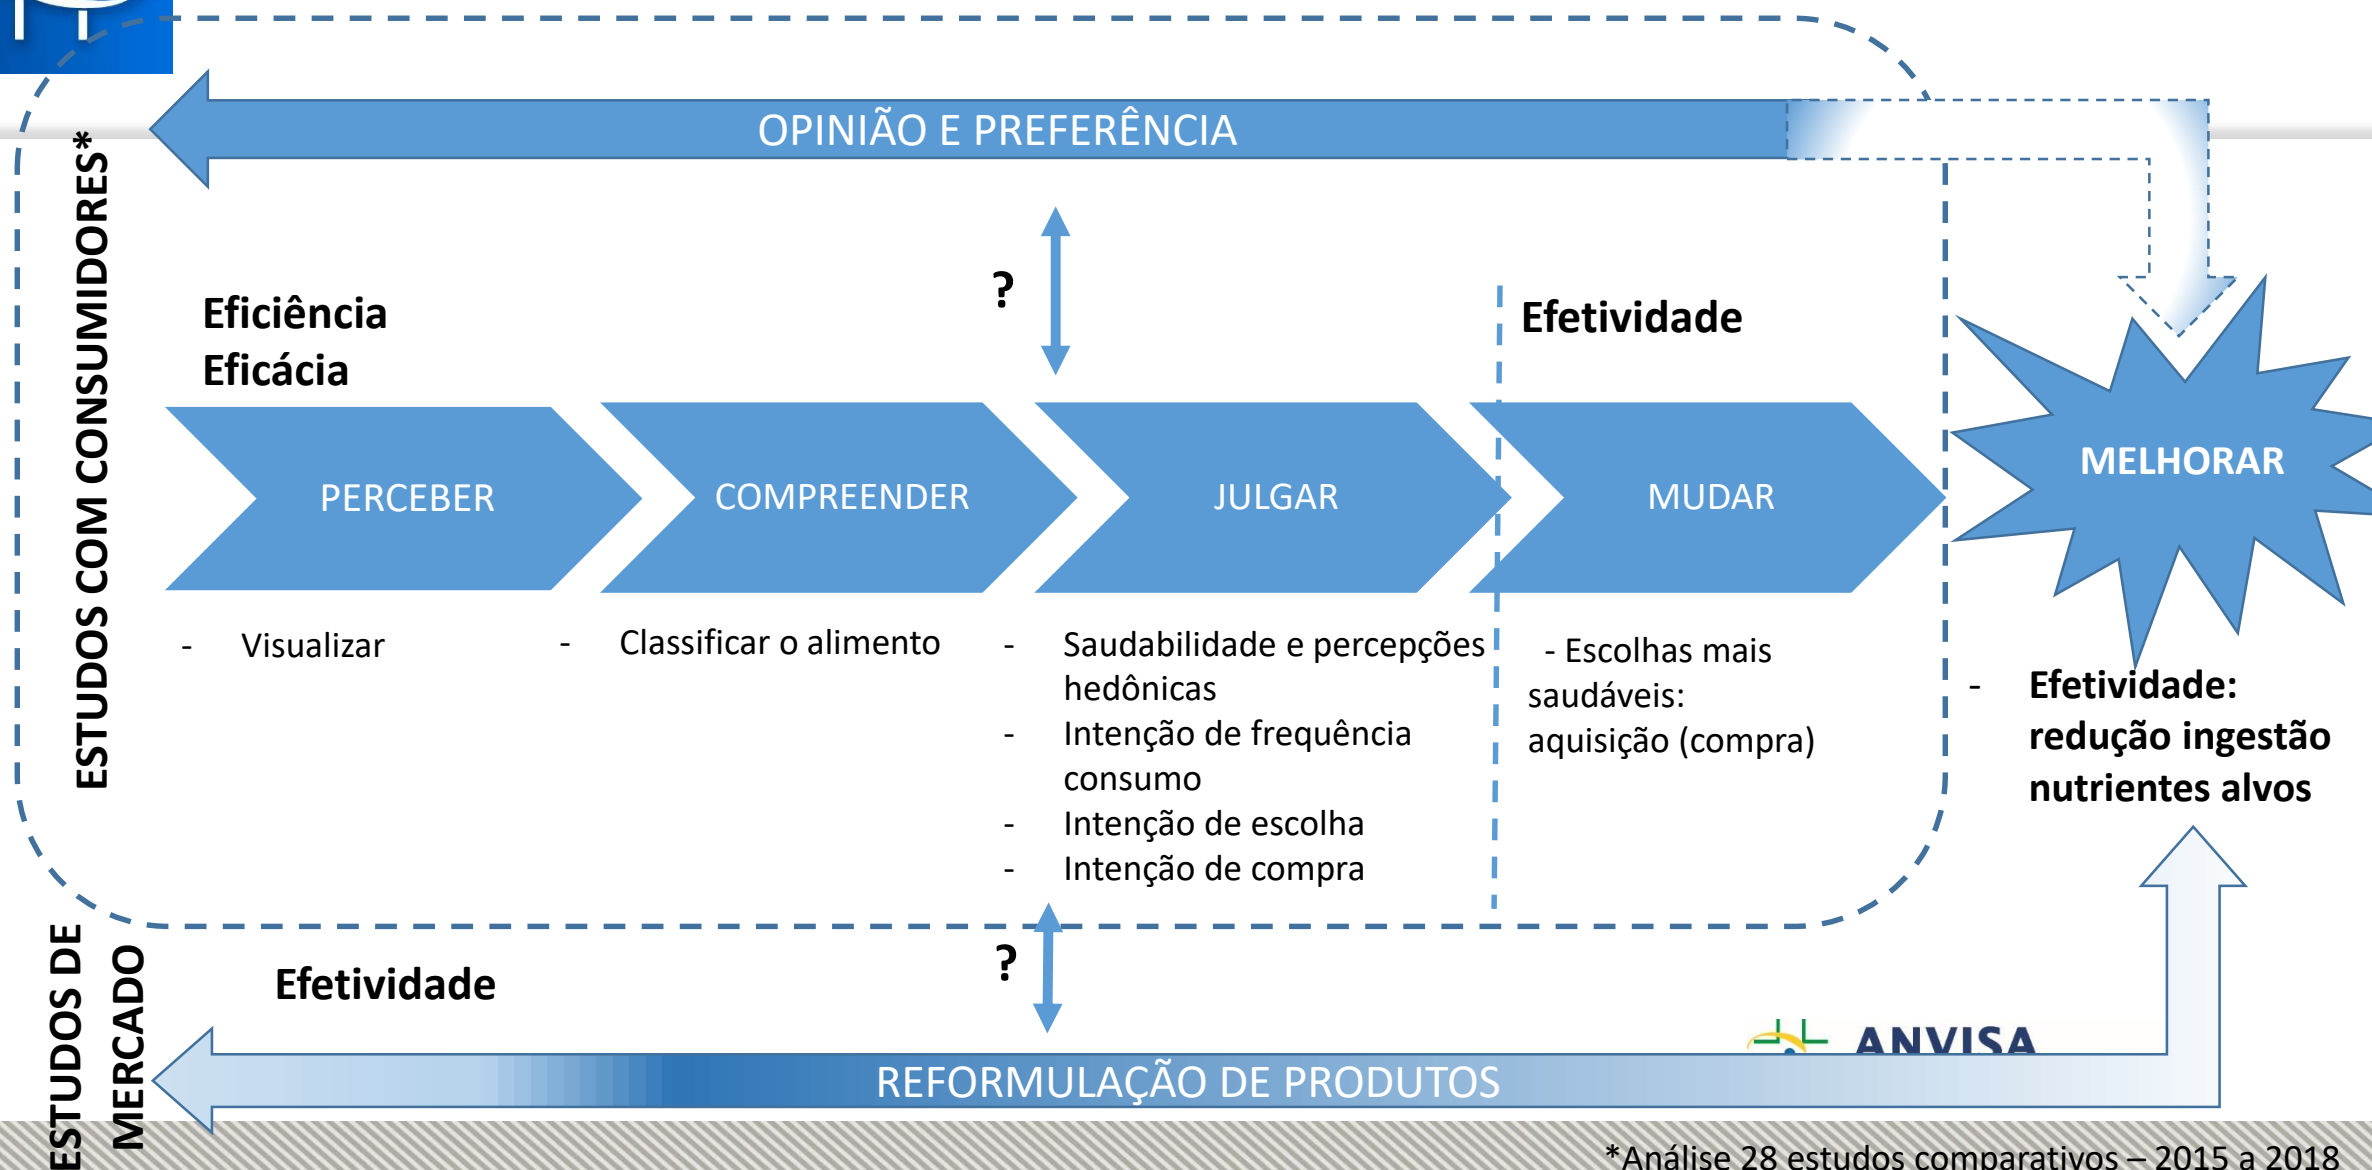 OPINIÃO E PREFERÊNCIA
ESTUDOS COM CONSUMIDORES*
?
Eficiência
Eficácia
Efetividade
PERCEBER
COMPREENDER
JULGAR
MUDAR
MELHORAR
- Visualizar
- Classificar o alimento
- Saudabilidade e percepções
hedônicas
- Intenção de frequência
consumo
- Intenção de escolha
- Intenção de compra
- Escolhas mais
saudáveis:
aquisição (compra)
- Efetividade:
redução ingestão
nutrientes alvos
ESTUDOS DE
MERCADO
?
Efetividade
ANVISA
REFORMULAÇÃO DE PRODUTOS
*Análise 28 estudos comparativos – 2015 a 2018